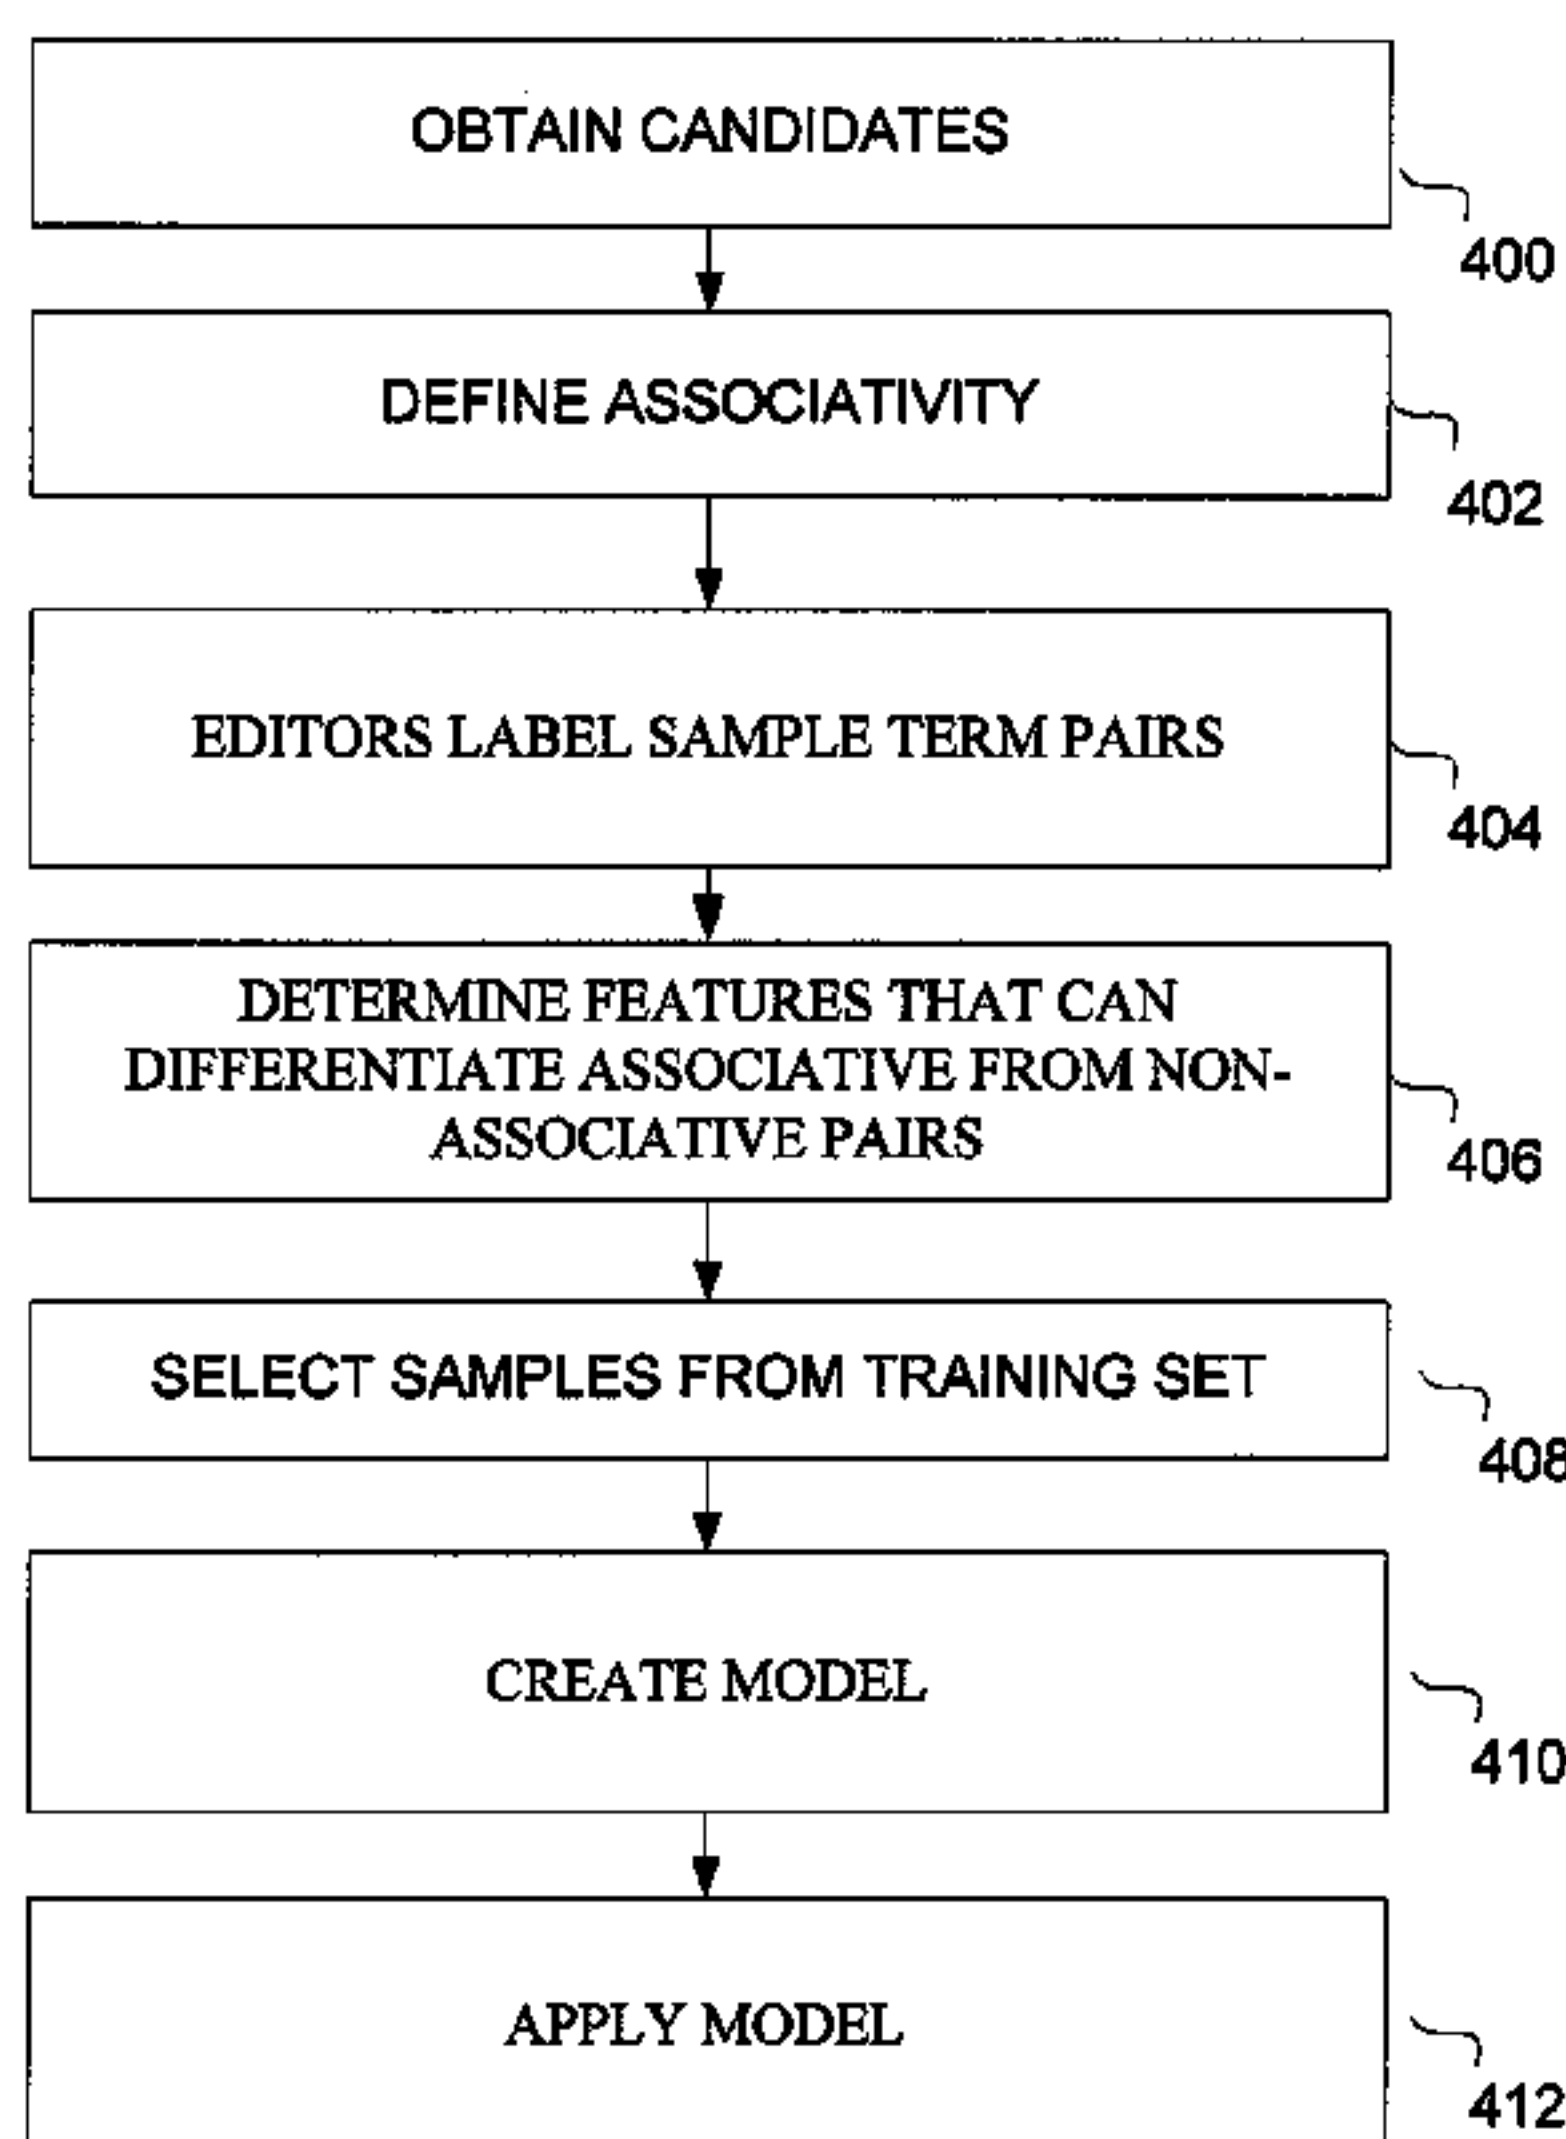 OBTAIN CANDIDATES
400
DEFINE ASSOCIATIVITY
402
EDITORS LABEL SAMPLE TERM PAIRS
404
DETERMINE FEATURES THAT CAN
DIFFERENTIATE ASSOCIATIVE FROM NON-
ASSOCIATIVE PAIRS
406
SELECT SAMPLES FROM TRAINING SET
408
CREATE MODEL
410
APPLY MODEL
412